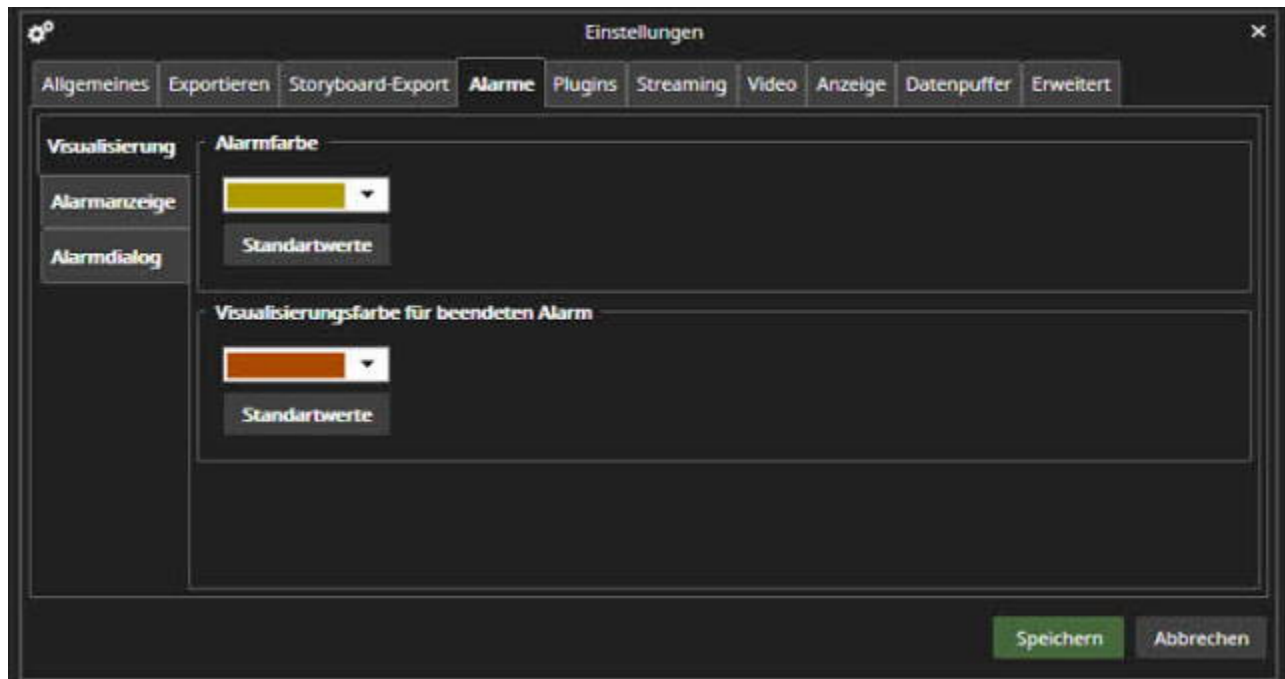 Einstellungen
Allgemeines Exportieren Storyboard-Export Alarme Plugins Streaming Video Anzeige Datenpuffer Erweitert
Visualisierung
Alarmanzeige
Alarmdialog
Alarmfarbe
Standartwerte
Visualisierungsfarbe für beendeten Alarm
Standartwerte
Speichern Abbrechen